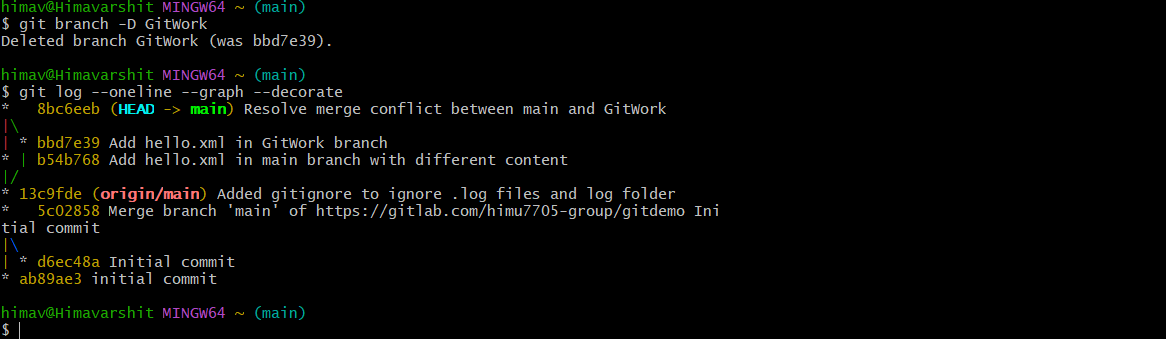 himav@Himavarshit MINGW64 ~ (main)
$ git branch -D GitWork
Deleted branch GitWork (was bbd7e39).

himav@Himavarshit MINGW64 ~ (main)
$ git log --oneline --graph --decorate
*   8bc6eeb (HEAD -> main) Resolve merge conflict between main and GitWork
|\
| * bbd7e39 Add hello.xml in GitWork branch
* | b54b768 Add hello.xml in main branch with different content
|/
* 13c9fde (origin/main) Added gitignore to ignore .log files and log folder
*   5c02858 Merge branch 'main' of https://gitlab.com/himu7705-group/gitdemo Ini
tial commit
|\
| * d6ec48a Initial commit
* ab89ae3 initial commit

himav@Himavarshit MINGW64 ~ (main)
$